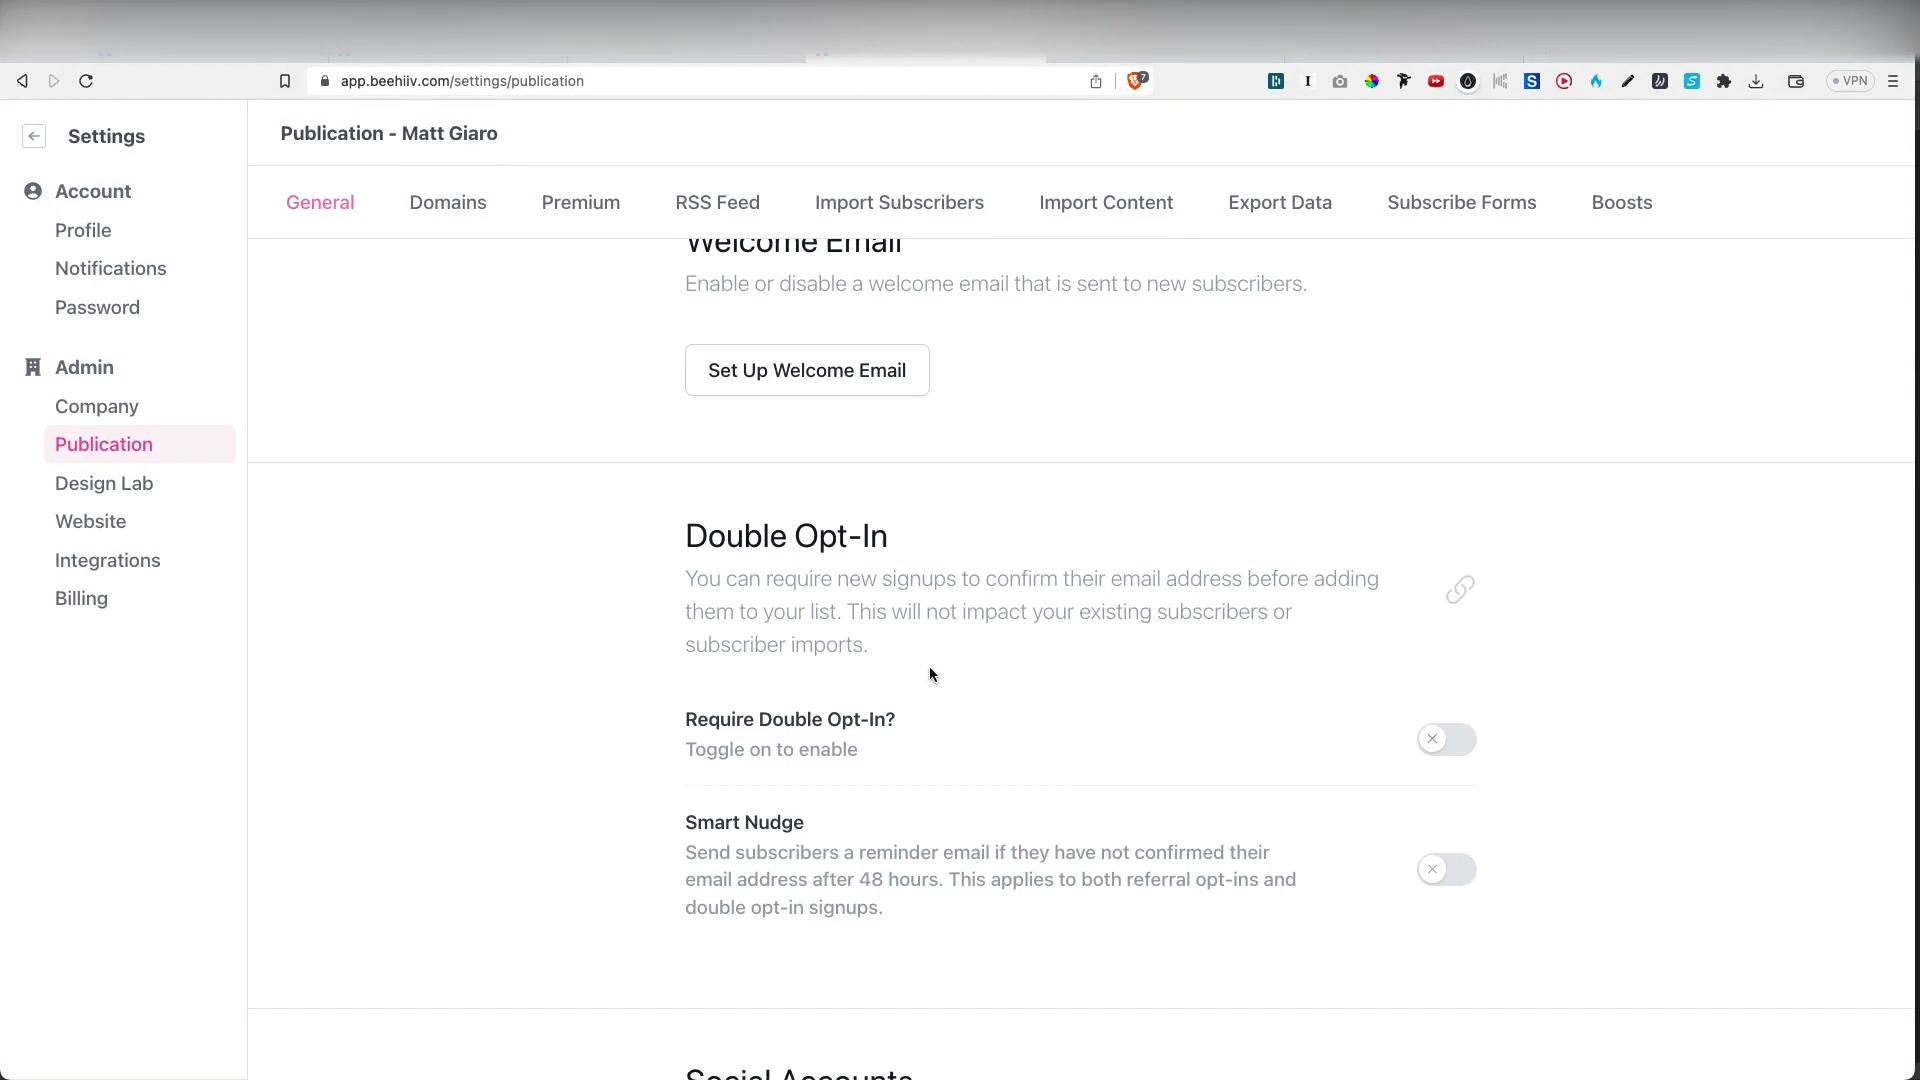 app.beehiiv.com/settings/publication
7
VPN
Settings
Publication - Matt Giaro
Account
Profile
Notifications
Password
Admin
Company
Publication
Design Lab
Website
Integrations
Billing
General
Domains
Premium
RSS Feed
Import Subscribers
Import Content
Export Data
Subscribe Forms
Boosts
Welcome Email
Enable or disable a welcome email that is sent to new subscribers.
Set Up Welcome Email
Double Opt-In
You can require new signups to confirm their email address before adding
them to your list. This will not impact your existing subscribers or
subscriber imports.
Require Double Opt-In?
Toggle on to enable
Smart Nudge
Send subscribers a reminder email if they have not confirmed their
email address after 48 hours. This applies to both referral opt-ins and
double opt-in signups.
Social Accounts